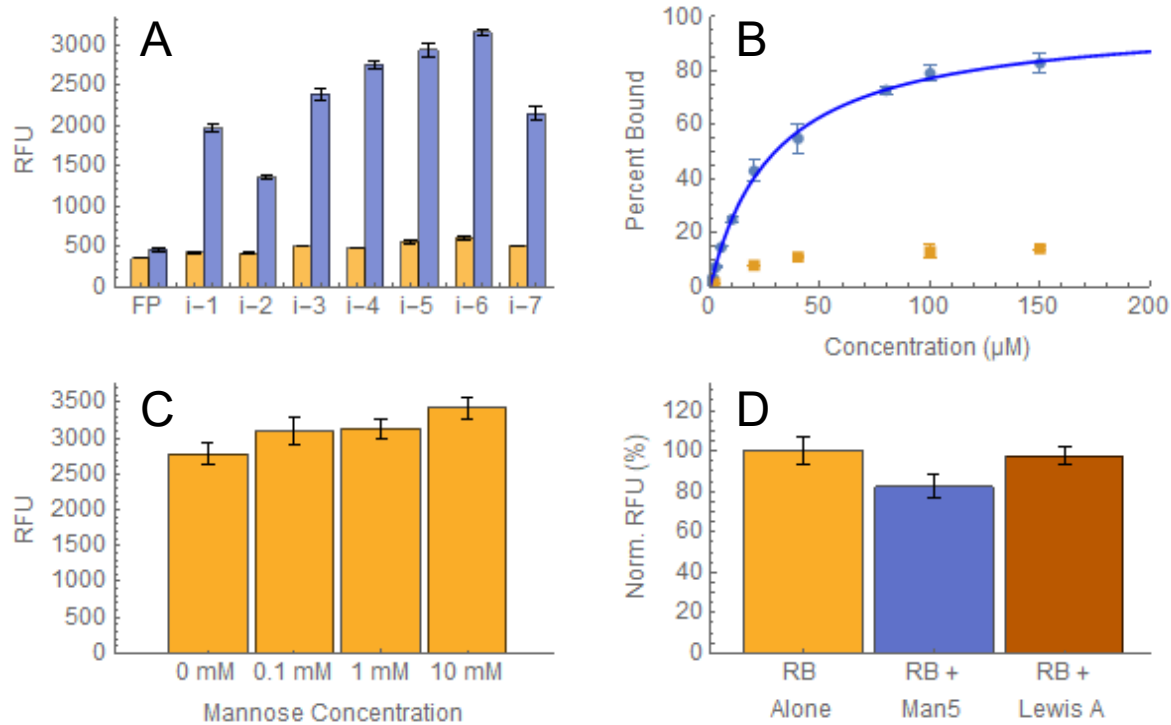 A
3000
2500
2000
1500
1000
500
0
RFU
FP i-1 i-2 i-3 i-4 i-5 i-6 i-7
B
100
80
60
40
20
0
Percent Bound
0 50 100 150 200
Concentration (µM)
C
3500
3000
2500
2000
1500
1000
500
0
RFU
0 mM 0.1 mM 1 mM 10 mM
Mannose Concentration
D
120
100
80
60
40
20
0
Norm. RFU (%)
RB RB + RB +
Alone Man5 Lewis A